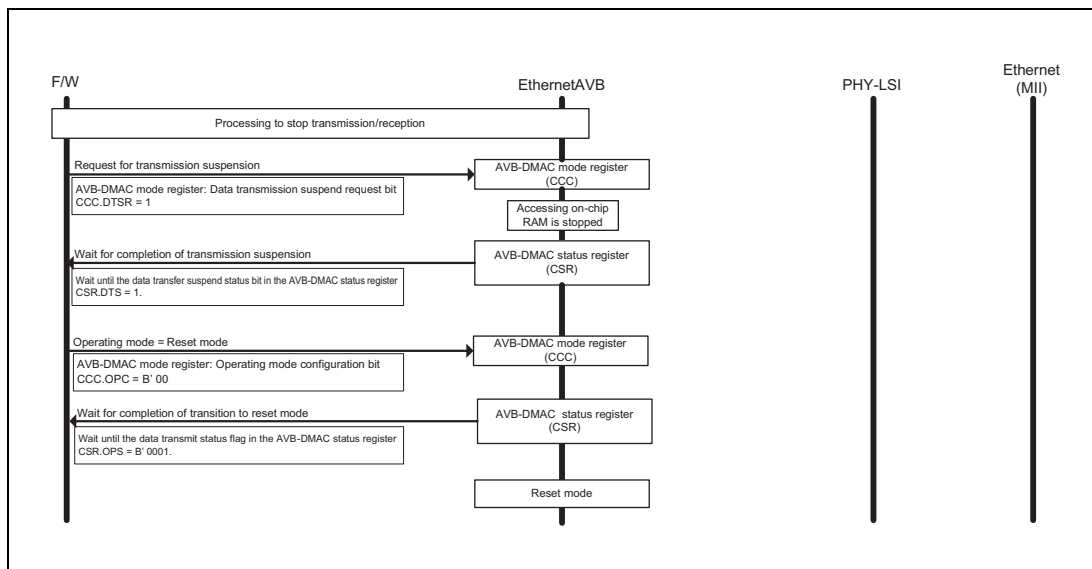 F/W
EthernetAVB
PHY-LSI
Ethernet
(MII)
Processing to stop transmission/reception
Request for transmission suspension
AVB-DMAC mode register
(CCC)
AVB-DMAC mode register: Data transmission suspend request bit
CCC.DTSR = 1
Accessing on-chip
RAM is stopped
Wait for completion of transmission suspension
AVB-DMAC status register
(CSR)
Wait until the data transfer suspend status bit in the AVB-DMAC status register
CSR.DTS = 1.
Operating mode = Reset mode
AVB-DMAC mode register
(CCC)
AVB-DMAC mode register: Operating mode configuration bit
CCC.OPC = B' 00
Wait for completion of transition to reset mode
AVB-DMAC status register
(CSR)
Wait until the data transmit status flag in the AVB-DMAC status register
CSR.OPS = B' 0001.
Reset mode